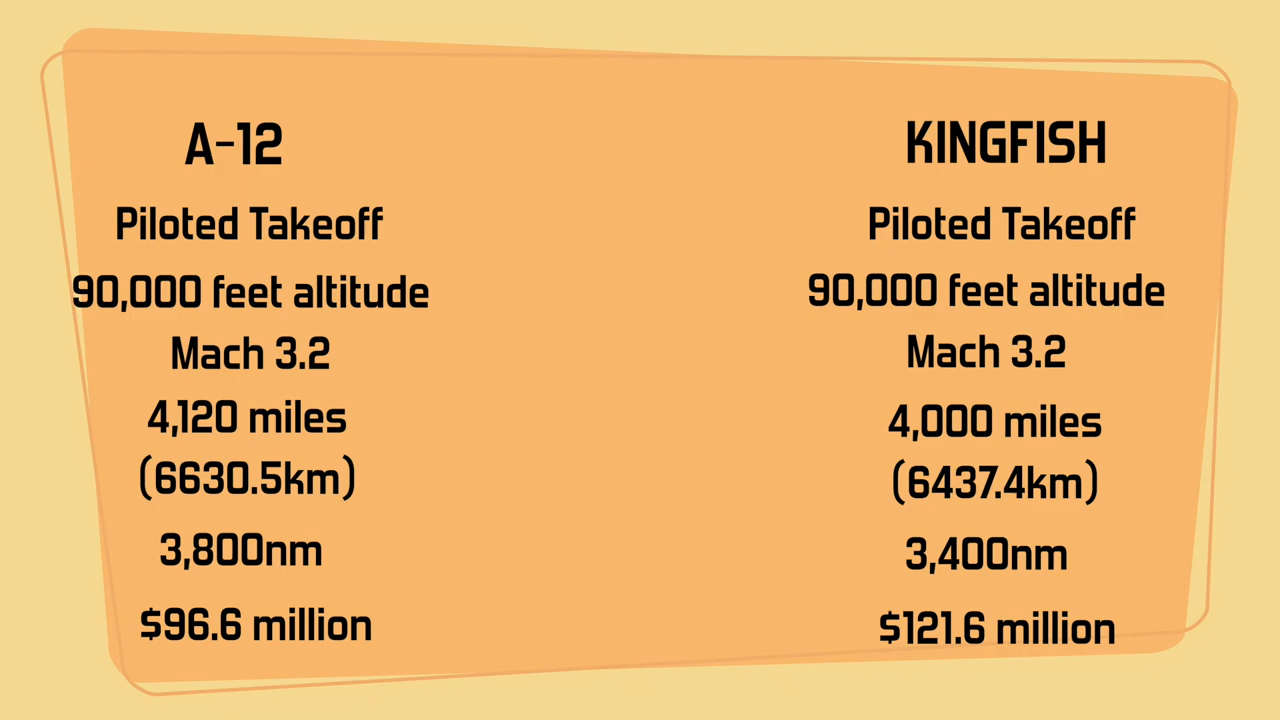 A-12
Piloted Takeoff
90,000 feet altitude
Mach 3.2
4,120 miles
(6630.5km)
3,800nm
$96.6 million
KINGFISH
Piloted Takeoff
90,000 feet altitude
Mach 3.2
4,000 miles
(6437.4km)
3,400nm
$121.6 million